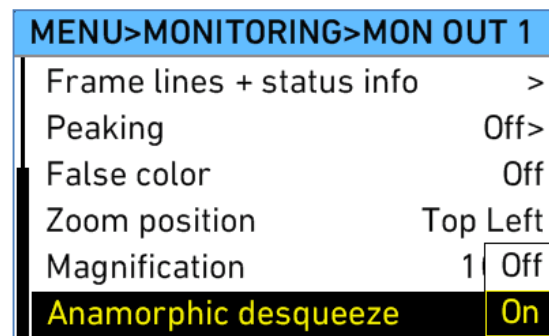 MENU>MONITORING>MON OUT 1
Frame lines + status info >
Peaking Off>
False color Off
Zoom position Top Left
Magnification Off
Anamorphic desqueeze On